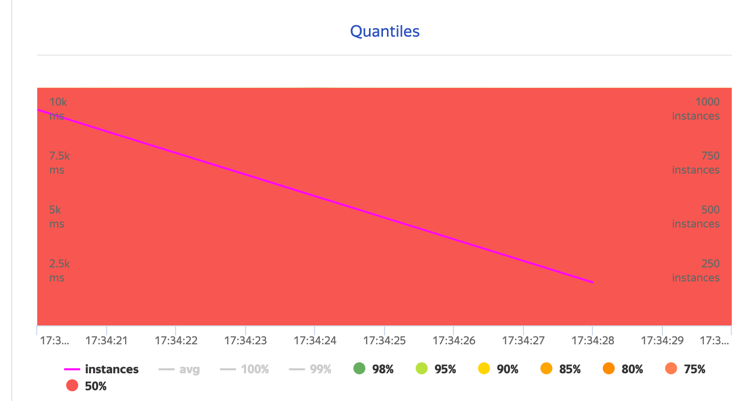 Quantiles
10k
ms
1000
instances
7.5k
ms
750
instances
5k
ms
500
instances
2.5k
ms
250
instances
17:3... 17:34:21 17:34:22 17:34:23 17:34:24 17:34:25 17:34:26 17:34:27 17:34:28 17:34:29 17:3...
instances avg 100% 99% 98% 95% 90% 85% 80% 75%
50%